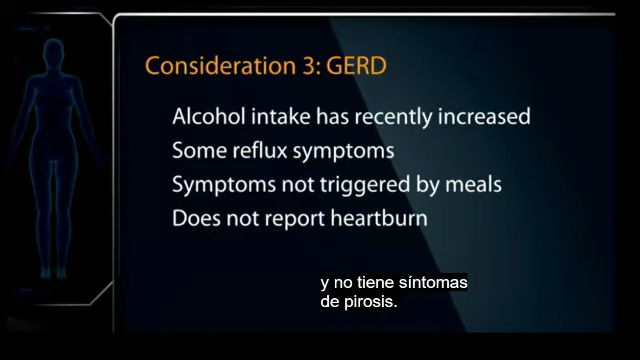 Consideration 3: GERD
Alcohol intake has recently increased
Some reflux symptoms
Symptoms not triggered by meals
Does not report heartburn
y no tiene síntomas
de pirosis.